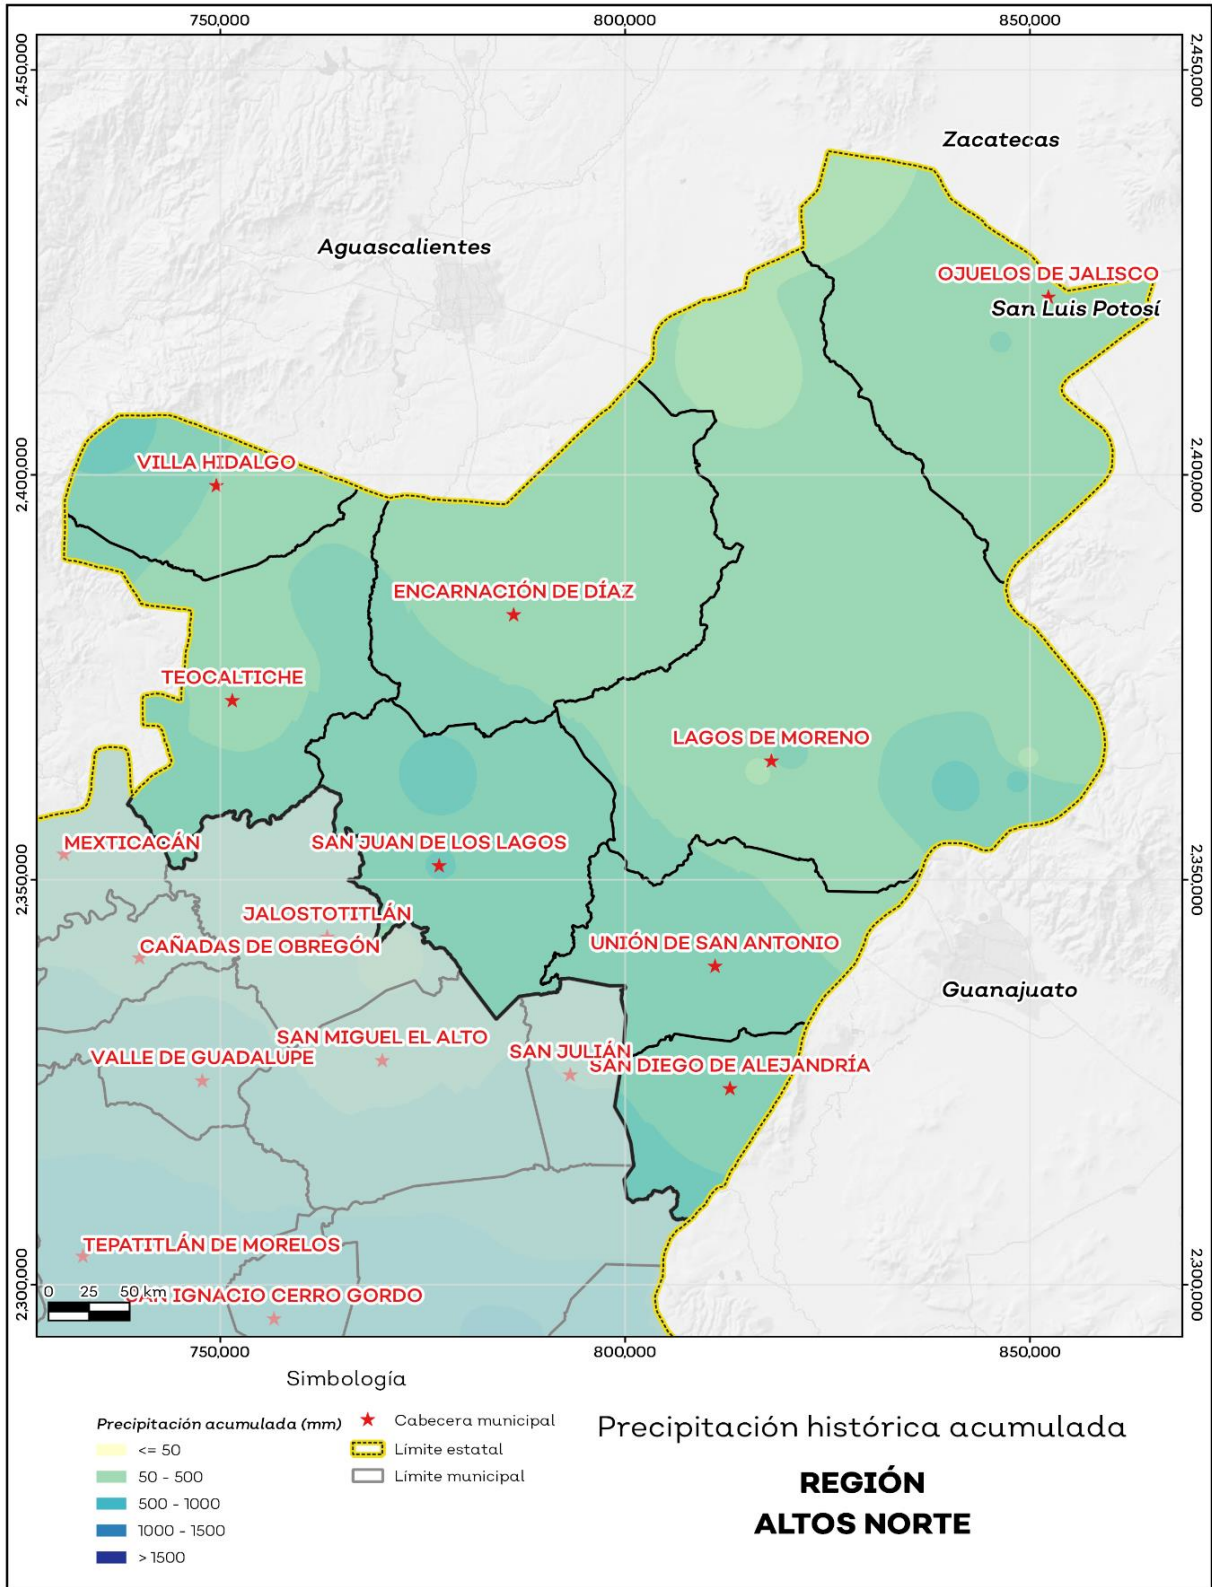 750,000
800,000
850,000
2,450,000
2,450,000
Zacatecas
Aguascalientes
OJUELOS DE JALISCO
San Luis Potosí
VILLA HIDALGO
2,400,000
2,400,000
ENCARNACIÓN DE DÍAZ
TEOCALTICHE
LAGOS DE MORENO
MEXTICACÁN
SAN JUAN DE LOS LAGOS
2,350,000
2,350,000
JALOSTOTITLÁN
CAÑADAS DE OBREGÓN
UNIÓN DE SAN ANTONIO
Guanajuato
SAN MIGUEL EL ALTO
SAN JULIÁN
VALLE DE GUADALUPE
SAN DIEGO DE ALEJANDRÍA
TEPATITLÁN DE MORELOS
2,300,000
2,300,000
0 25 50 km
SAN IGNACIO CERRO GORDO
750,000
800,000
850,000
Simbología
Precipitación acumulada (mm)
<= 50
50 - 500
500 - 1000
1000 - 1500
> 1500
Cabecera municipal
Límite estatal
Límite municipal
Precipitación histórica acumulada
REGIÓN
ALTOS NORTE